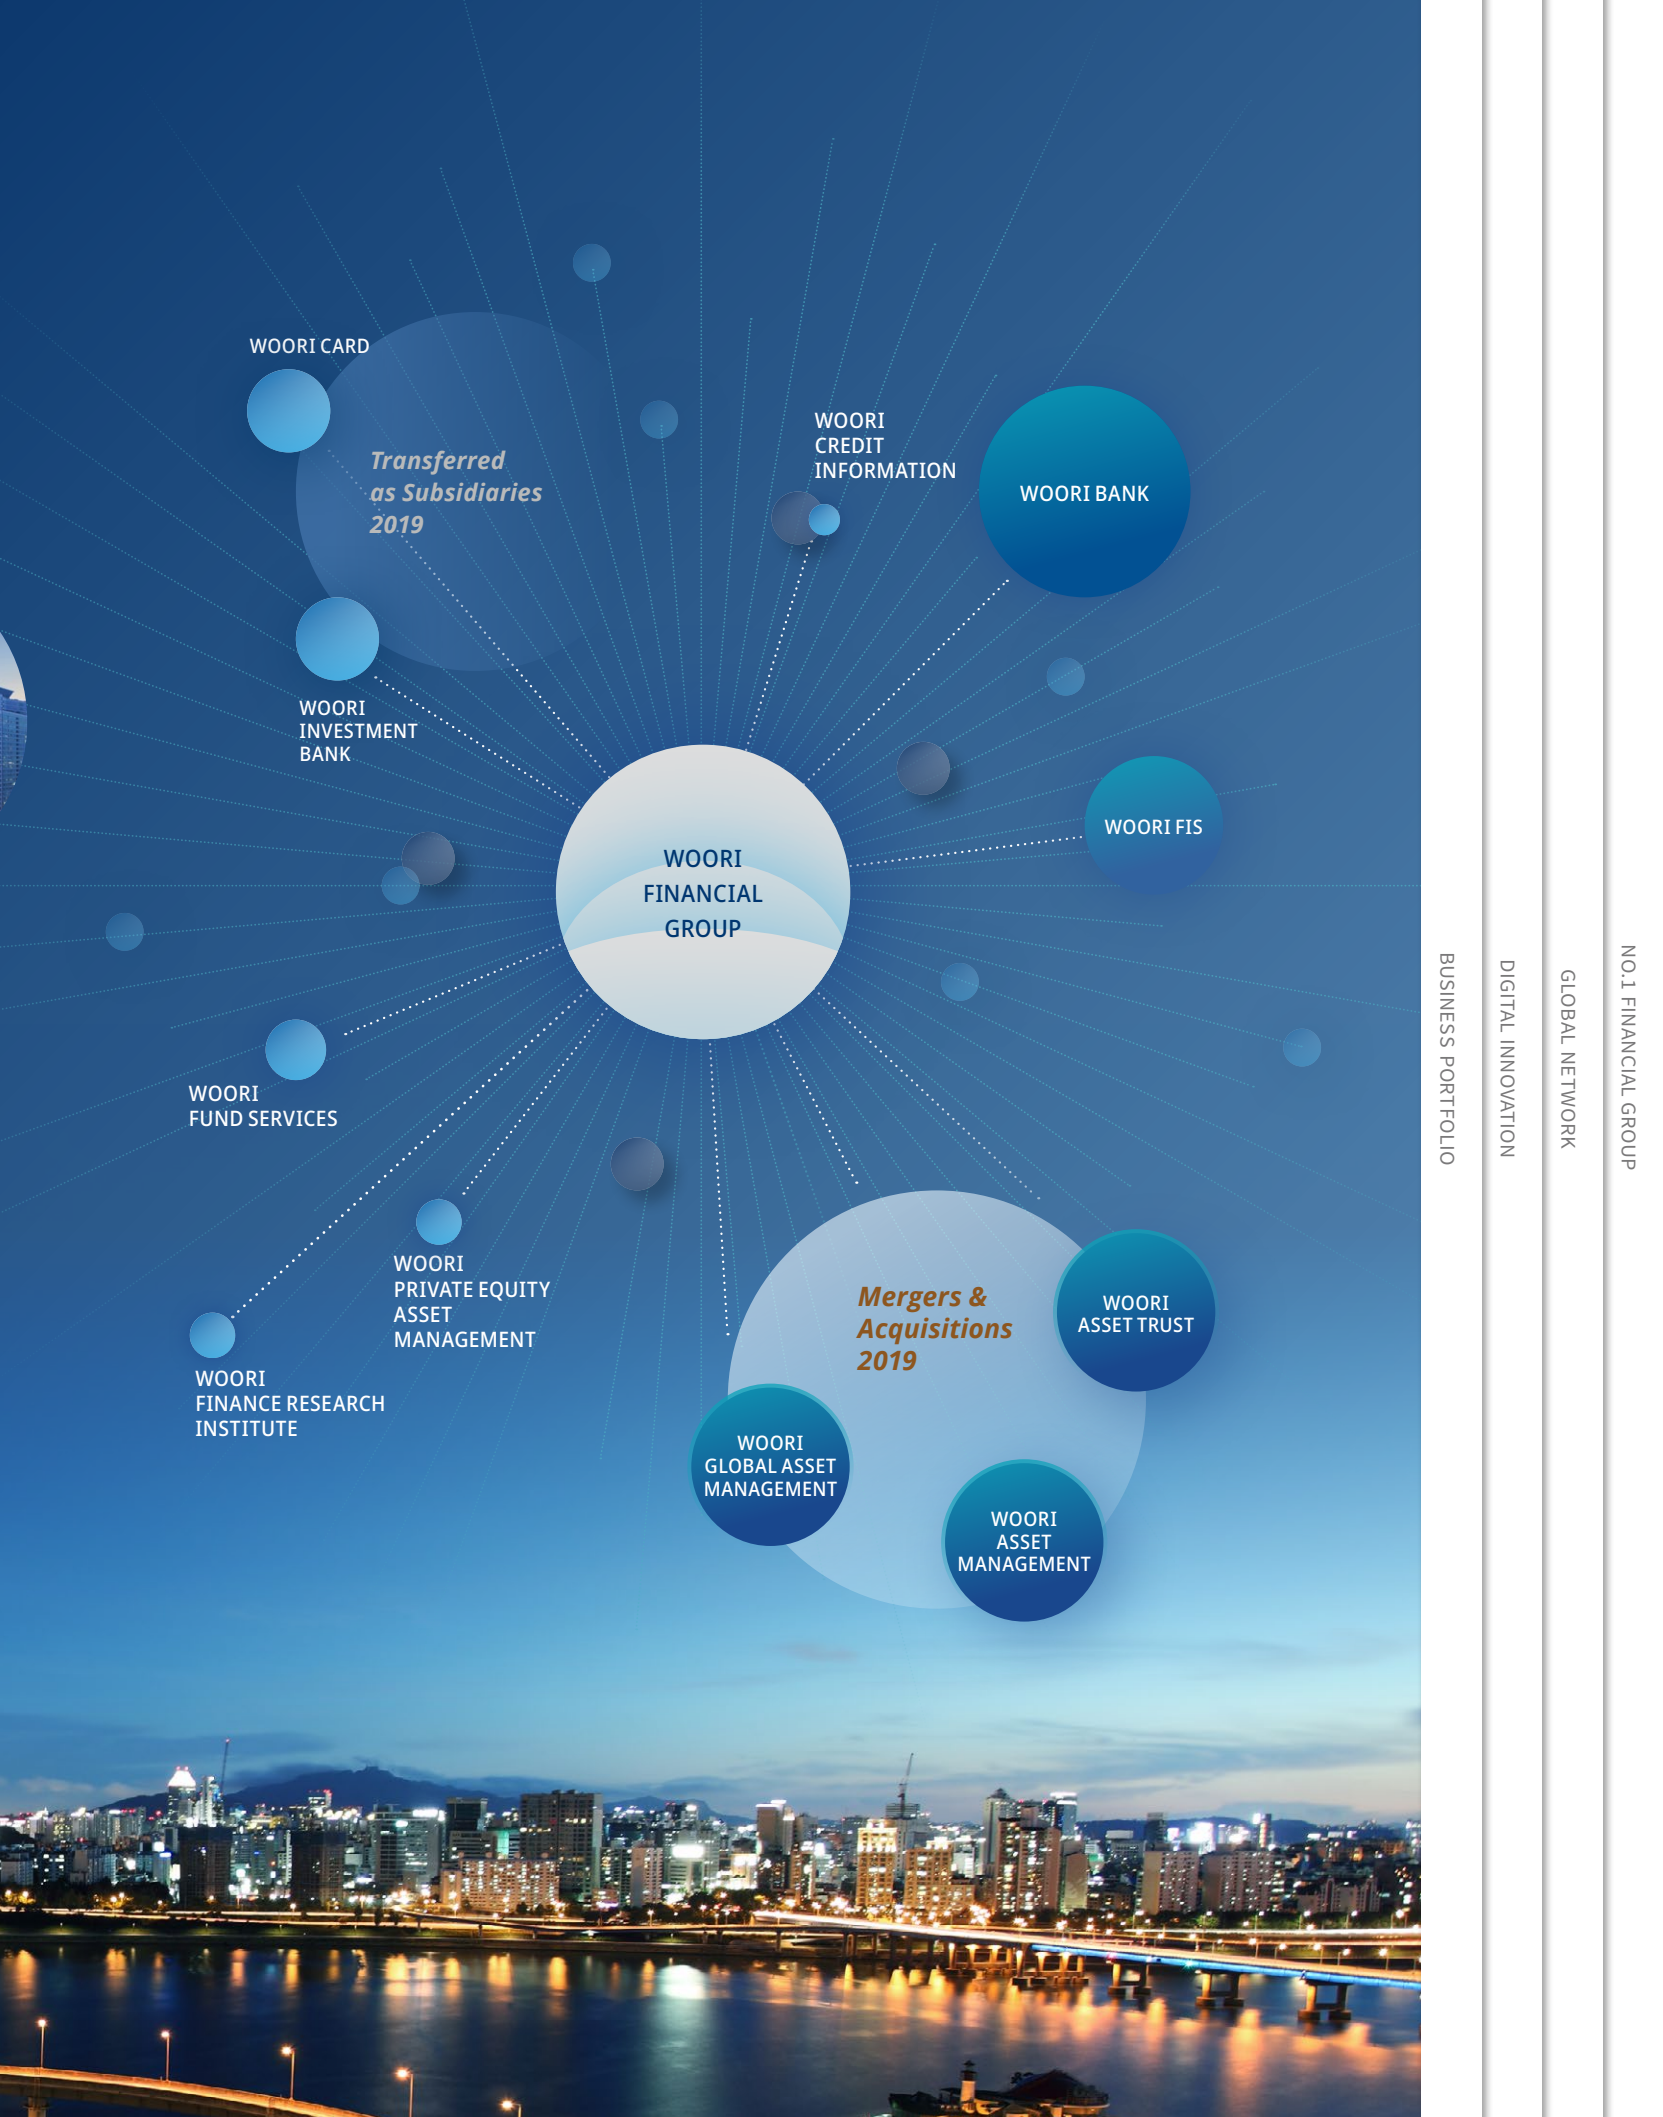 WOORI CARD
Transferred
as Subsidiaries
2019
WOORI
CREDIT
INFORMATION
WOORI BANK
WOORI
INVESTMENT
BANK
WOORI FIS
WOORI
FINANCIAL
GROUP
WOORI
FUND SERVICES
WOORI
PRIVATE EQUITY
ASSET
MANAGEMENT
WOORI
FINANCE RESEARCH
INSTITUTE
Mergers &
Acquisitions
2019
WOORI
ASSET TRUST
WOORI
GLOBAL ASSET
MANAGEMENT
WOORI
ASSET
MANAGEMENT
BUSINESS PORTFOLIO
DIGITAL INNOVATION
GLOBAL NETWORK
NO.1 FINANCIAL GROUP